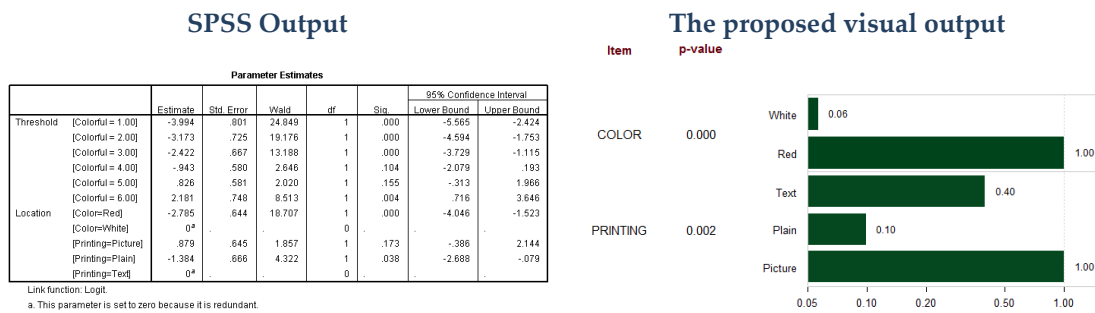 SPSS Output
Parameter Estimates
95% Confidence Interval
Estimate Std. Error Wald df Sig. Lower Bound Upper Bound
Threshold [Colorful = 1.00] -3.994 .801 24.849 1 .000 -5.565 -2.424
[Colorful = 2.00] -3.173 .725 19.176 1 .000 -4.594 -1.753
[Colorful = 3.00] -2.422 .667 13.188 1 .000 -3.729 -1.115
[Colorful = 4.00] -.943 .580 2.646 1 .104 -2.079 .193
[Colorful = 5.00] .826 .581 2.020 1 .155 -.313 1.966
[Colorful = 6.00] 2.181 .748 8.513 1 .004 .716 3.646
Location [Color=Red] -2.785 .644 18.707 1 .000 -4.046 -1.523
[Color=White] 0a . . 0 . . .
[Printing=Picture] .879 .645 1.857 1 .173 -.386 2.144
[Printing=Plain] -1.384 .666 4.322 1 .038 -2.688 -.079
[Printing=Text] 0a . . 0 . . .
Link function: Logit.
a. This parameter is set to zero because it is redundant.
The proposed visual output
Item p-value
COLOR 0.000
White 0.06
Red 1.00
PRINTING 0.002
Text 0.40
Plain 0.10
Picture 1.00
0.05 0.10 0.20 0.50 1.00